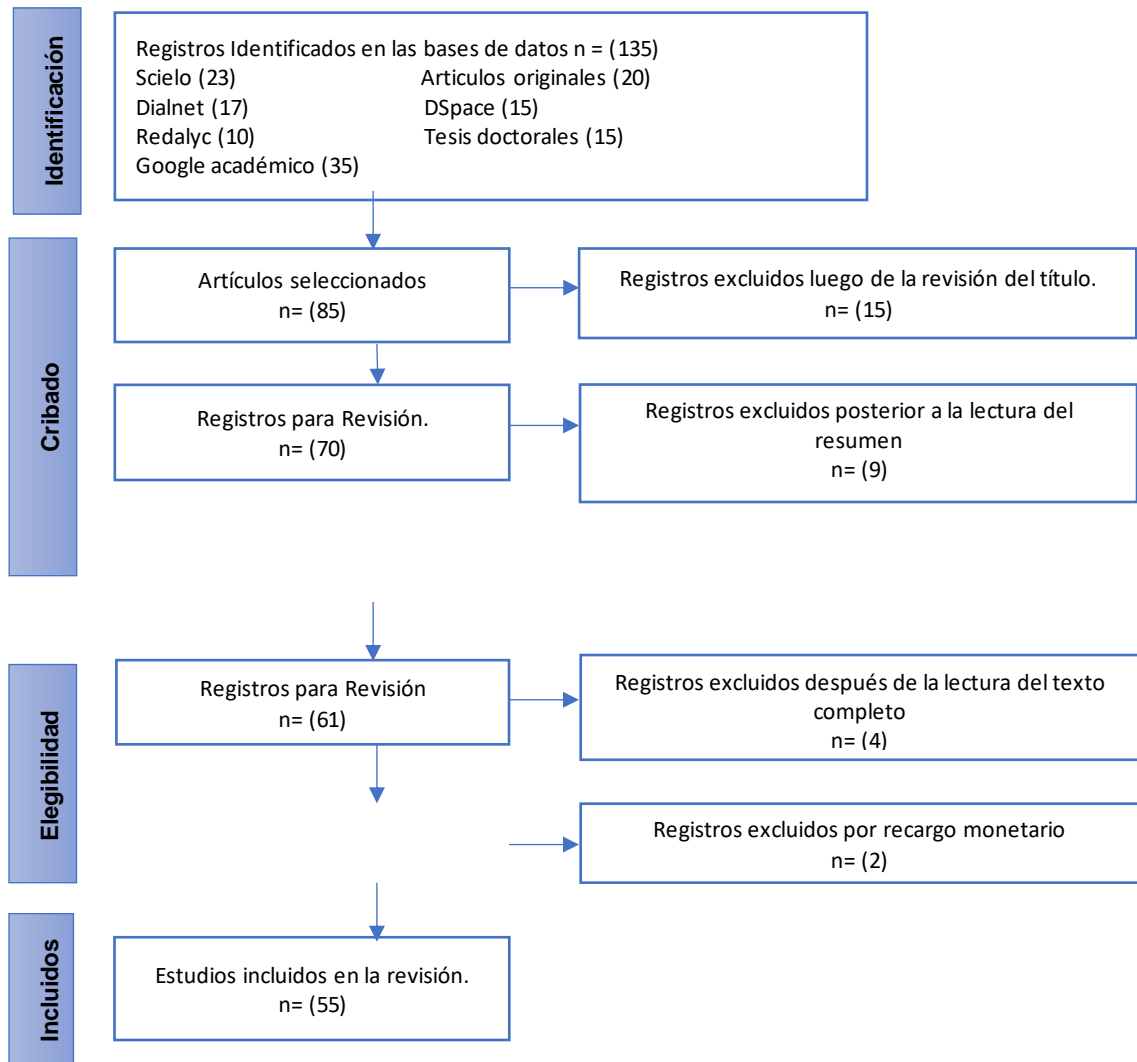 Identificación
Registros Identificados en las bases de datos n = (135)
Scielo (23) Articulos originales (20)
Dialnet (17) DSpace (15)
Redalyc (10) Tesis doctorales (15)
Google académico (35)
Cribado
Artículos seleccionados
n= (85)
Registros excluidos luego de la revisión del título.
n= (15)
Registros para Revisión.
n= (70)
Registros excluidos posterior a la lectura del
resumen
n= (9)
Elegibilidad
Registros para Revisión
n= (61)
Registros excluidos después de la lectura del texto
completo
n= (4)
Registros excluidos por recargo monetario
n= (2)
Incluidos
Estudios incluidos en la revisión.
n= (55)